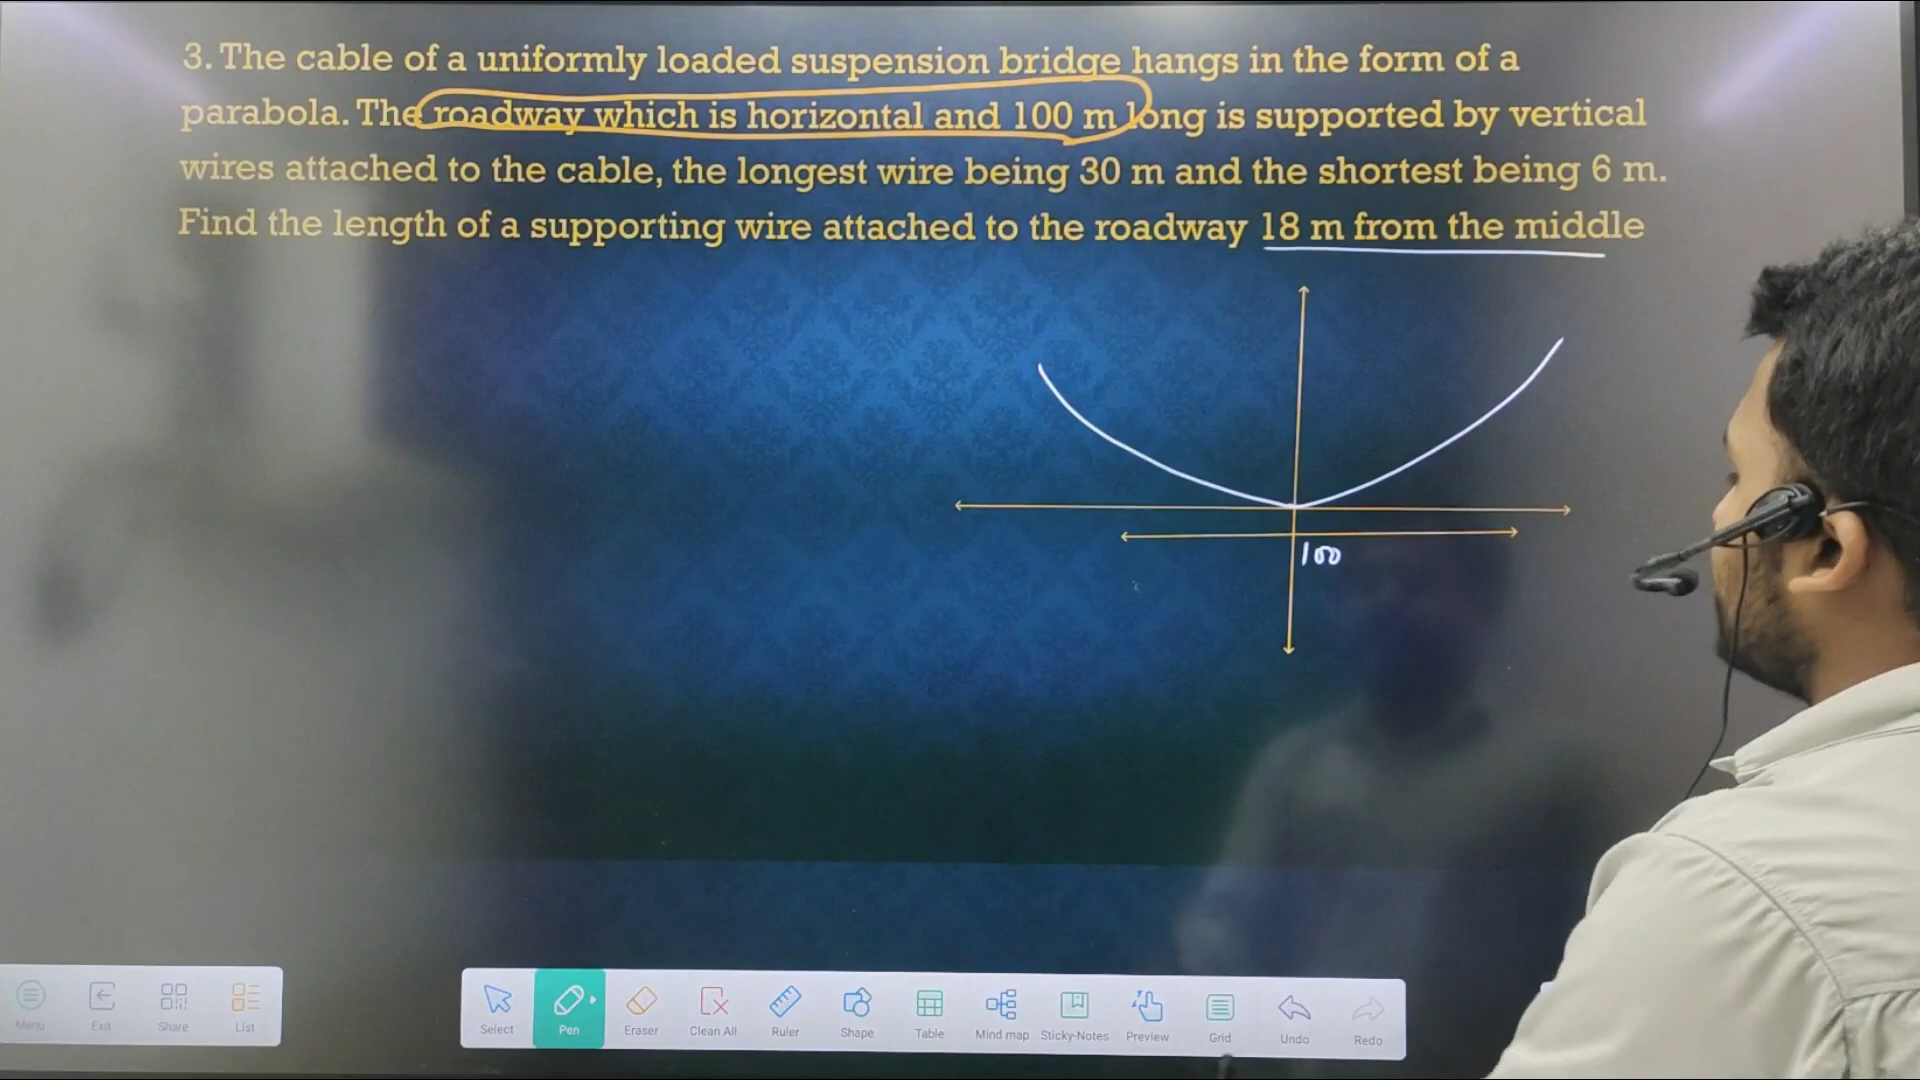 3. The cable of a uniformly loaded suspension bridge hangs in the form of a
parabola. The roadway which is horizontal and 100 m long is supported by vertical
wires attached to the cable, the longest wire being 30 m and the shortest being 6 m.
Find the length of a supporting wire attached to the roadway 18 m from the middle
100
Menu Exit Share List
Select Pen Eraser Clean All Ruler Shape Table Mind map Sticky-Notes Preview Grid Undo Redo